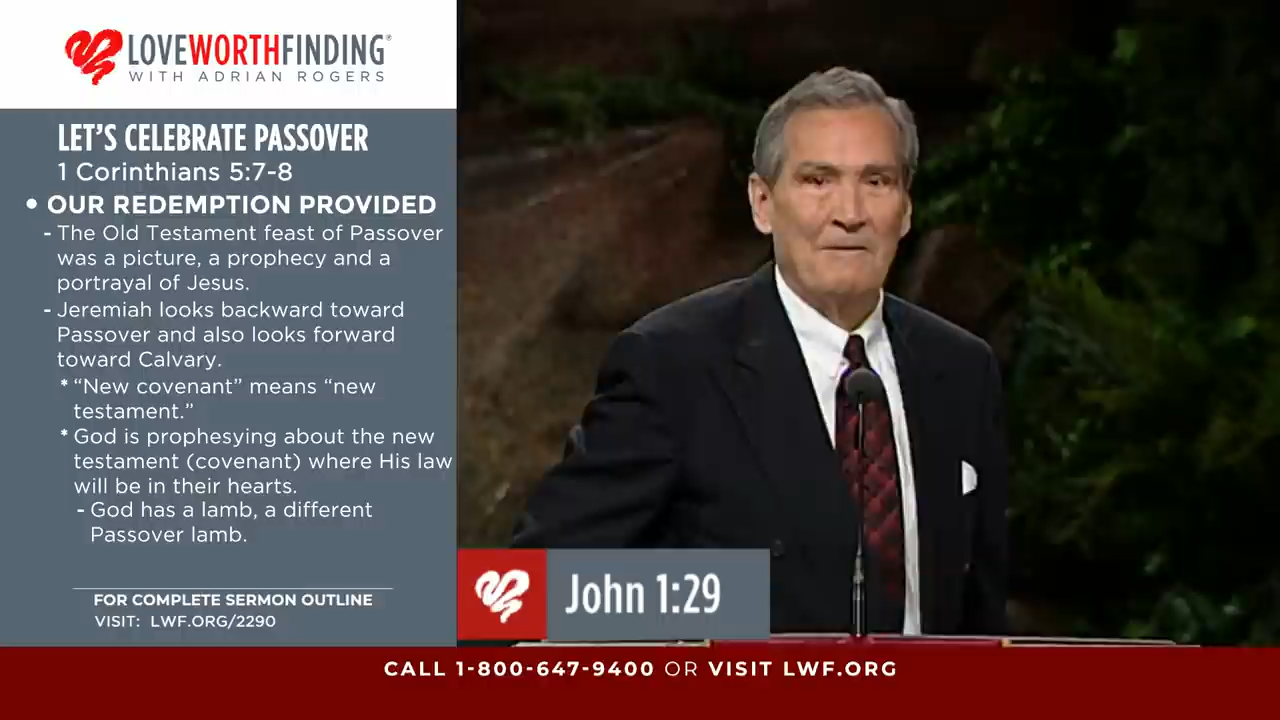 LOVEWORTHFINDING®
WITH ADRIAN ROGERS
LET'S CELEBRATE PASSOVER
1 Corinthians 5:7-8
• OUR REDEMPTION PROVIDED
- The Old Testament feast of Passover
was a picture, a prophecy and a
portrayal of Jesus.
- Jeremiah looks backward toward
Passover and also looks forward
toward Calvary.
* “New covenant” means “new
testament.”
* God is prophesying about the new
testament (covenant) where His law
will be in their hearts.
- God has a lamb, a different
Passover lamb.
FOR COMPLETE SERMON OUTLINE
VISIT: LWF.ORG/2290
John 1:29
CALL 1-800-647-9400 OR VISIT LWF.ORG